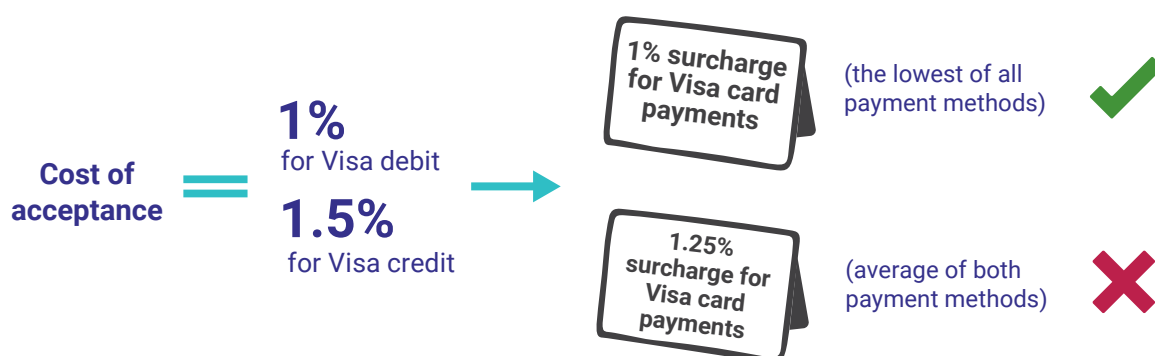 Cost of
acceptance
1%
for Visa debit
1.5%
for Visa credit
1% surcharge
for Visa card
payments
(the lowest of all
payment methods)
1.25%
surcharge for
Visa card
payments
(average of both
payment methods)